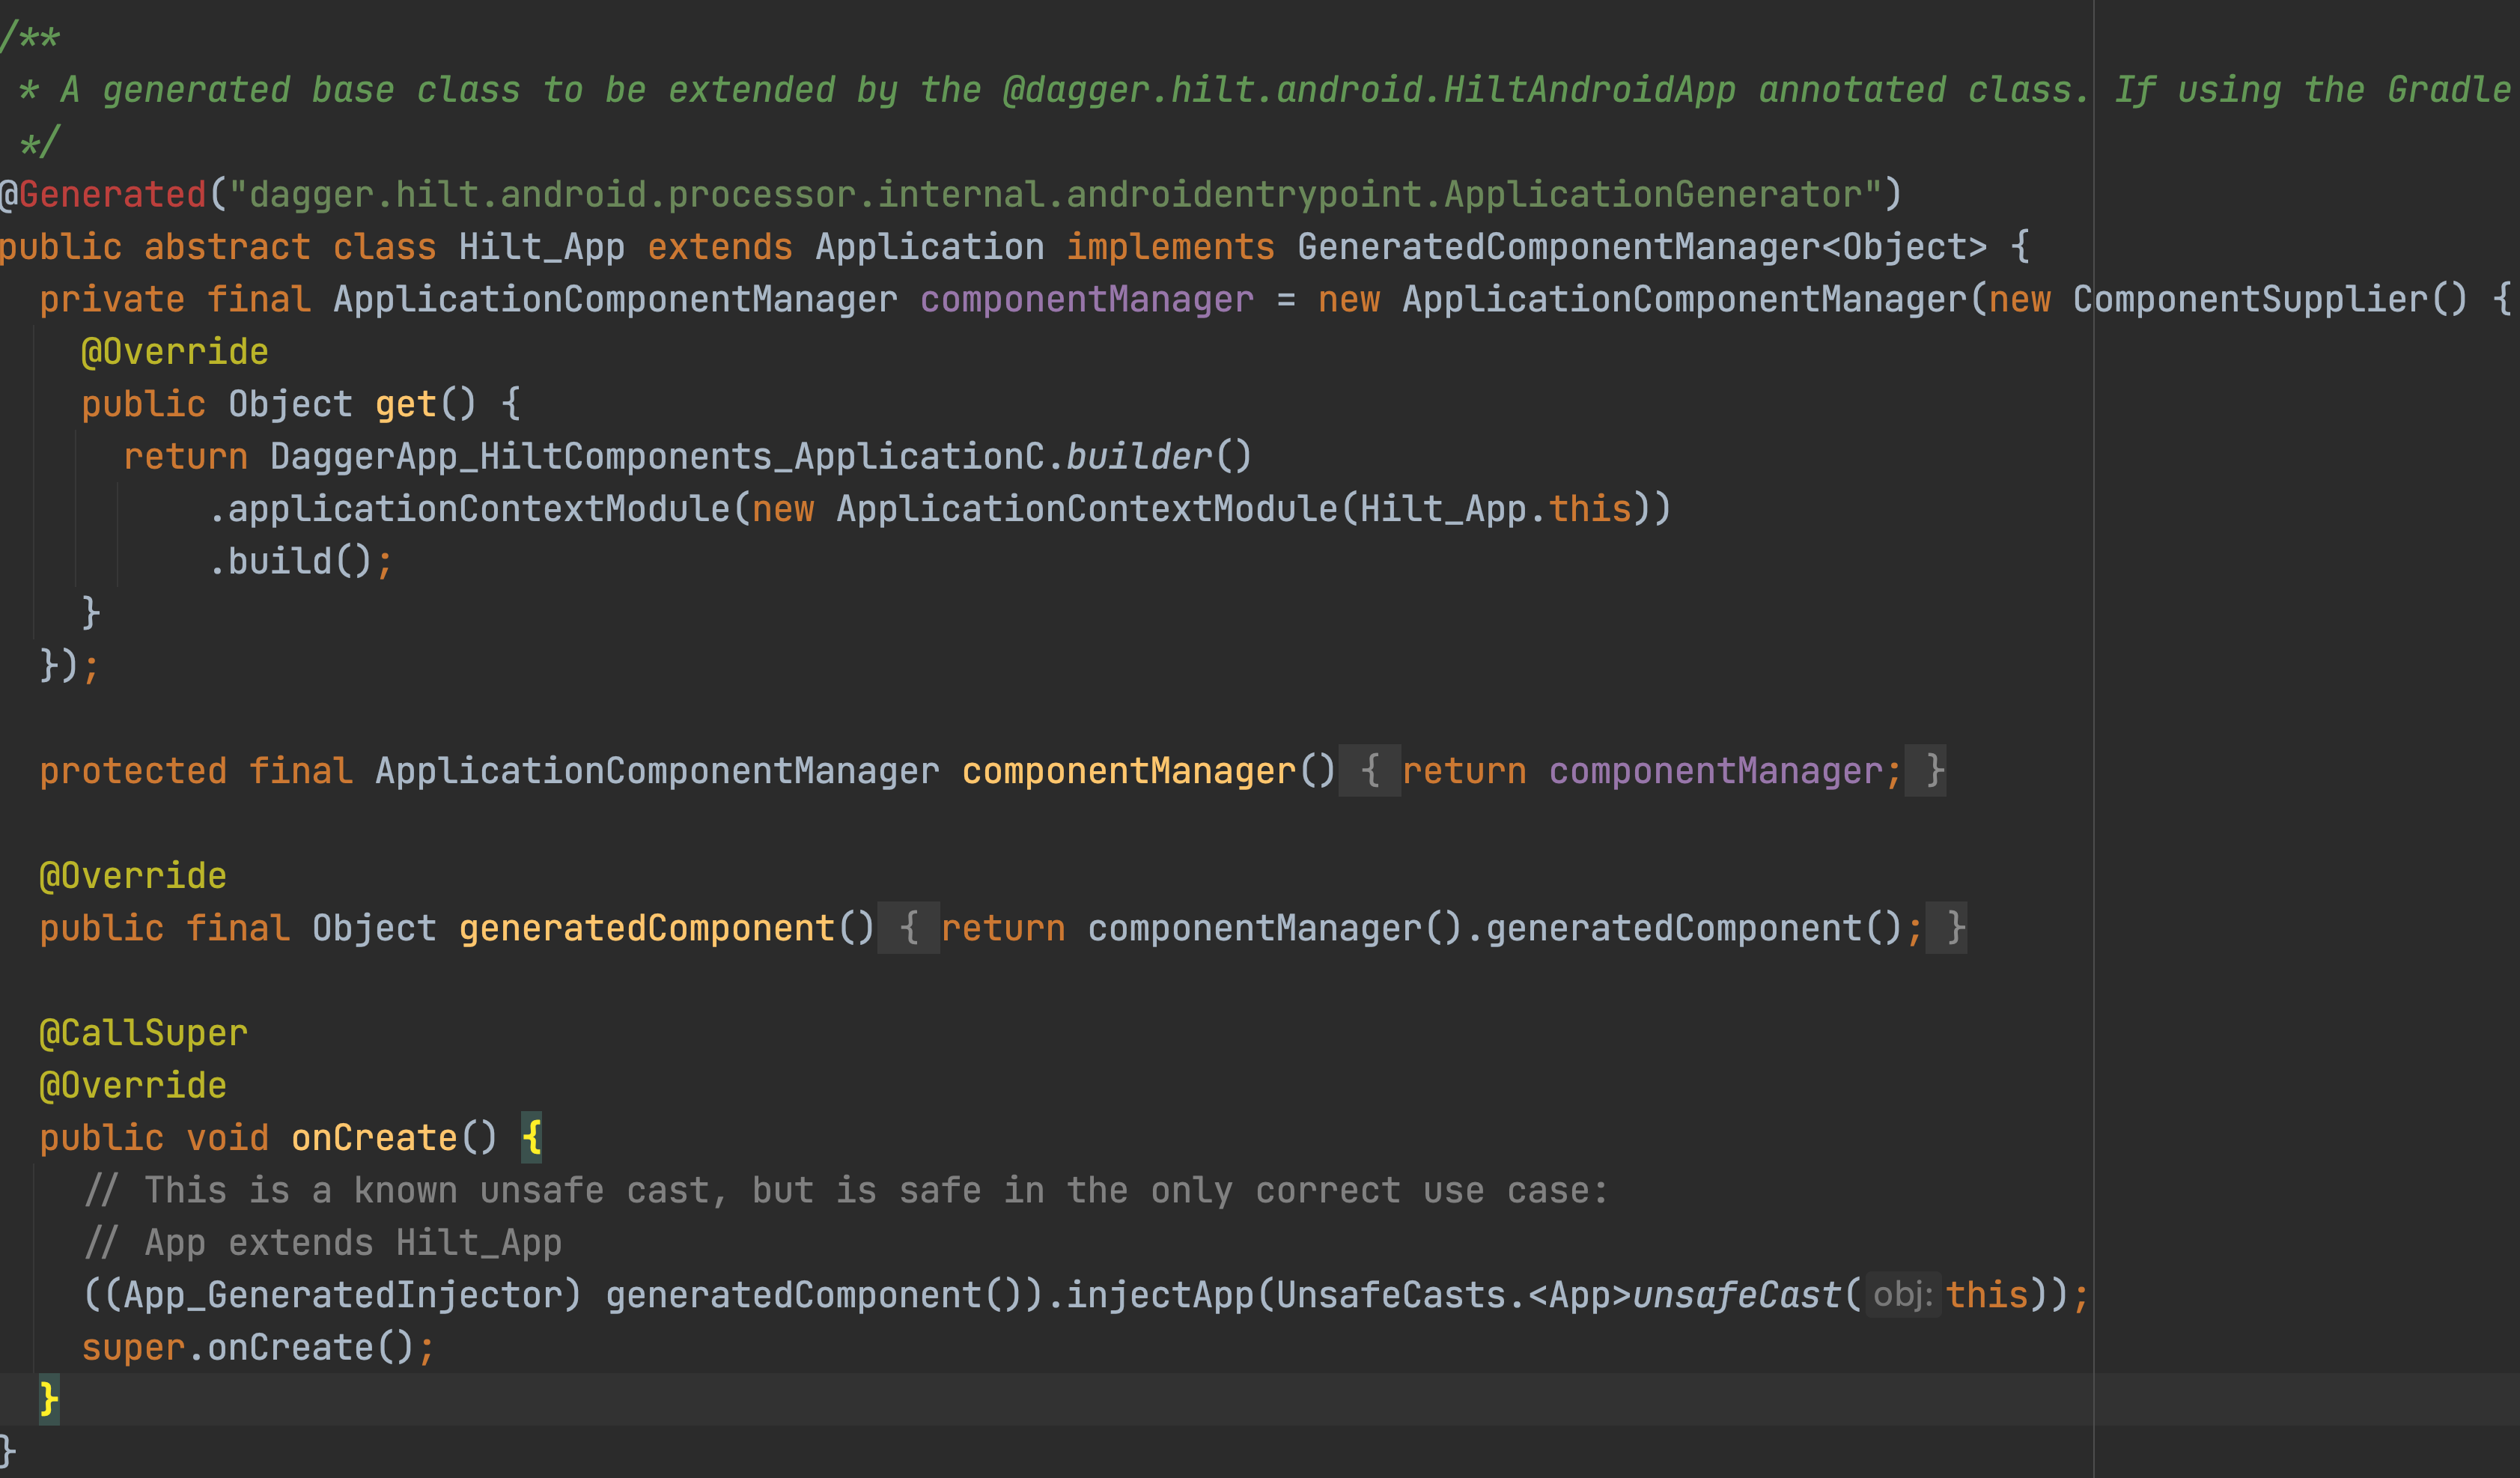 /**
 * A generated base class to be extended by the @dagger.hilt.android.HiltAndroidApp annotated class. If using the Gradle
 */
@Generated("dagger.hilt.android.processor.internal.androidentrypoint.ApplicationGenerator")
public abstract class Hilt_App extends Application implements GeneratedComponentManager<Object> {
  private final ApplicationComponentManager componentManager = new ApplicationComponentManager(new ComponentSupplier() {
    @Override
    public Object get() {
      return DaggerApp_HiltComponents_ApplicationC.builder()
          .applicationContextModule(new ApplicationContextModule(Hilt_App.this))
          .build();
    }
  });
  protected final ApplicationComponentManager componentManager() { return componentManager; }
  @Override
  public final Object generatedComponent() { return componentManager().generatedComponent(); }
  @CallSuper
  @Override
  public void onCreate() {
    // This is a known unsafe cast, but is safe in the only correct use case:
    // App extends Hilt_App
    ((App_GeneratedInjector) generatedComponent()).injectApp(UnsafeCasts.<App>unsafeCast( obj: this));
    super.onCreate();
  }
}